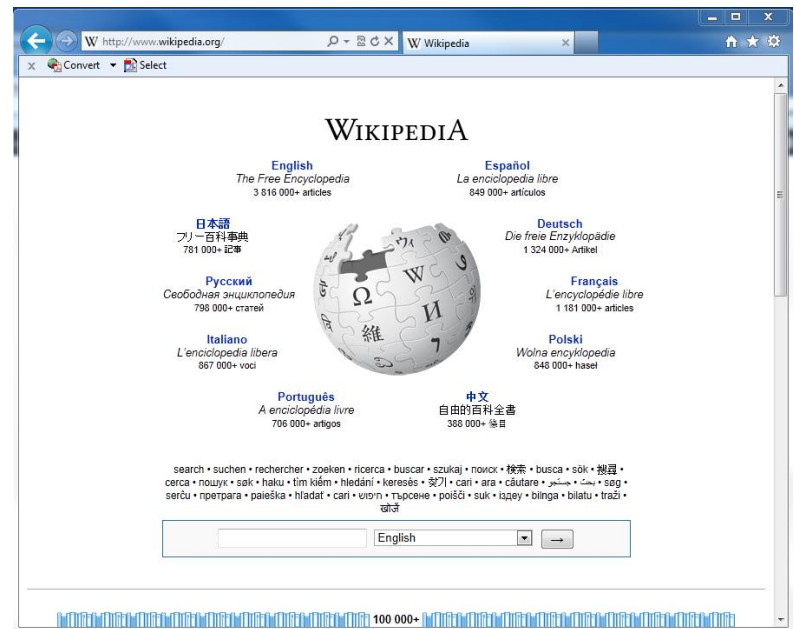 http://www.wikipedia.org/
W Wikipedia
x Convert Select
WIKIPEDIA
English
The Free Encyclopedia
3 816 000+ articles
Español
La enciclopedia libre
849 000+ artículos
日本語
フリー百科事典
781 000+ 記事
Deutsch
Die freie Enzyklopädie
1 324 000+ Artikel
Русский
Свободная энциклопедия
798 000+ статей
Français
L'encyclopédie libre
1 181 000+ articles
Italiano
L'enciclopedia libera
867 000+ voci
Polski
Wolna encyklopedia
848 000+ haseł
Português
A enciclopédia livre
706 000+ artigos
中文
自由的百科全書
388 000+ 條目
Ω W И 維 7 ウィ
search • suchen • rechercher • zoeken • ricerca • buscar • szukaj • поиск • 検索 • busca • sök • 搜尋 •
cerca • пошук • søk • haku • tìm kiếm • hledání • keresés • 찾기 • cari • ara • căutare • جستجو • بحث • søg •
serĉu • претрага • paieška • hľadať • cari • חיפוש • търсене • poišči • suk • іздеу • bilnga • bilatu • traži •
खोजें
English
→
100 000+